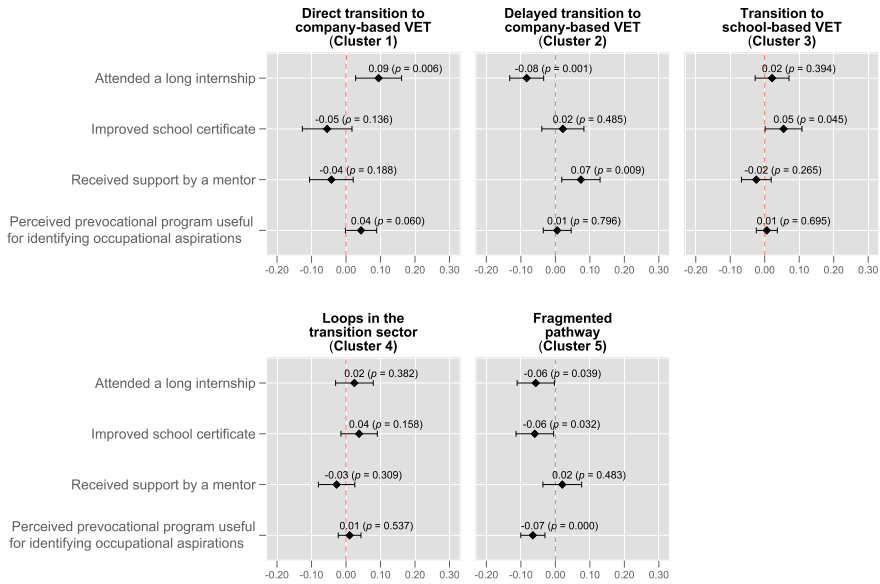 Direct transition to
company-based VET
(Cluster 1)
Delayed transition to
company-based VET
(Cluster 2)
Transition to
school-based VET
(Cluster 3)
Attended a long internship
0.09 (p = 0.006)
-0.08 (p = 0.001)
0.02 (p = 0.394)
Improved school certificate
-0.05 (p = 0.136)
0.02 (p = 0.485)
0.05 (p = 0.045)
Received support by a mentor
-0.04 (p = 0.188)
0.07 (p = 0.009)
-0.02 (p = 0.265)
Perceived prevocational program useful
for identifying occupational aspirations
0.04 (p = 0.060)
0.01 (p = 0.796)
0.01 (p = 0.695)
-0.20 -0.10 0.00 0.10 0.20 0.30
-0.20 -0.10 0.00 0.10 0.20 0.30
-0.20 -0.10 0.00 0.10 0.20 0.30
Loops in the
transition sector
(Cluster 4)
Fragmented
pathway
(Cluster 5)
Attended a long internship
0.02 (p = 0.382)
-0.06 (p = 0.039)
Improved school certificate
0.04 (p = 0.158)
-0.06 (p = 0.032)
Received support by a mentor
-0.03 (p = 0.309)
0.02 (p = 0.483)
Perceived prevocational program useful
for identifying occupational aspirations
0.01 (p = 0.537)
-0.07 (p = 0.000)
-0.20 -0.10 0.00 0.10 0.20 0.30
-0.20 -0.10 0.00 0.10 0.20 0.30